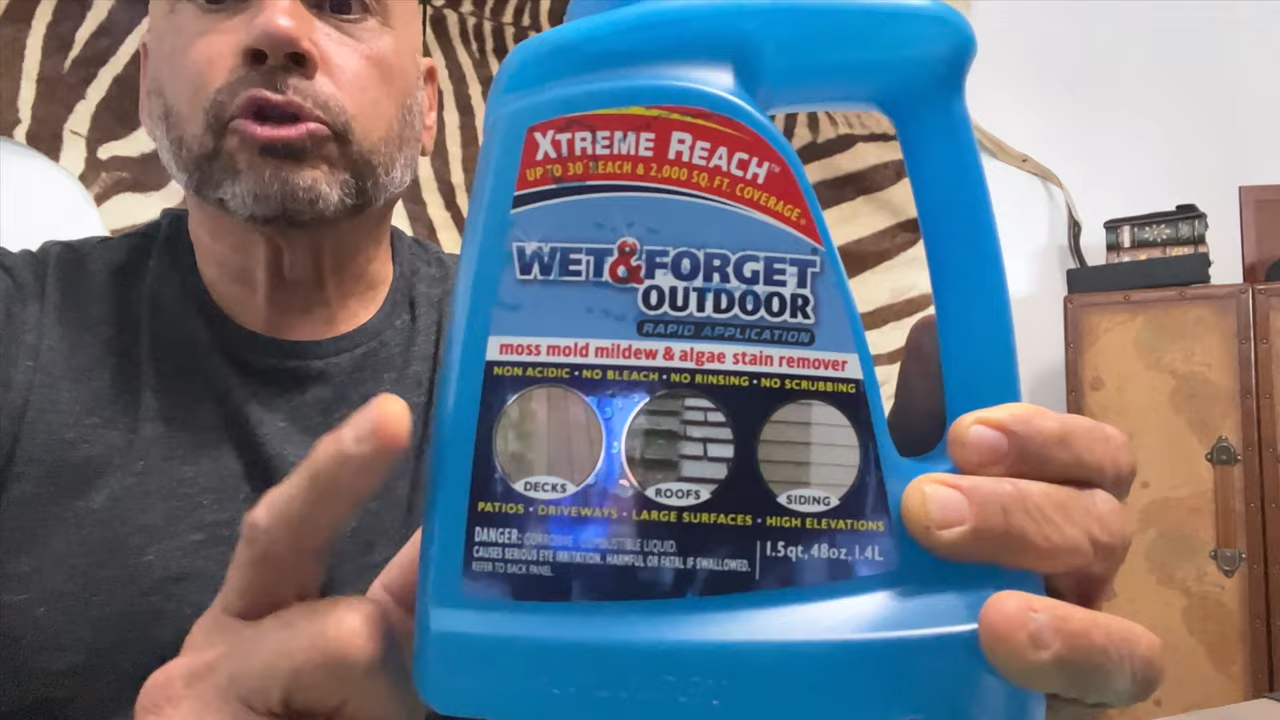 XTREME REACH™
UP TO 30' REACH & 2,000 SQ. FT. COVERAGE.
WET&FORGET
OUTDOOR
RAPID APPLICATION
moss mold mildew & algae stain remover
NON ACIDIC • NO BLEACH • NO RINSING • NO SCRUBBING
DECKS ROOFS SIDING
PATIOS • DRIVEWAYS • LARGE SURFACES • HIGH ELEVATIONS
DANGER: CORROSIVE. COMBUSTIBLE LIQUID.
CAUSES SERIOUS EYE IRRITATION. HARMFUL OR FATAL IF SWALLOWED.
REFER TO BACK PANEL
1.5qt, 48oz, 1.4L